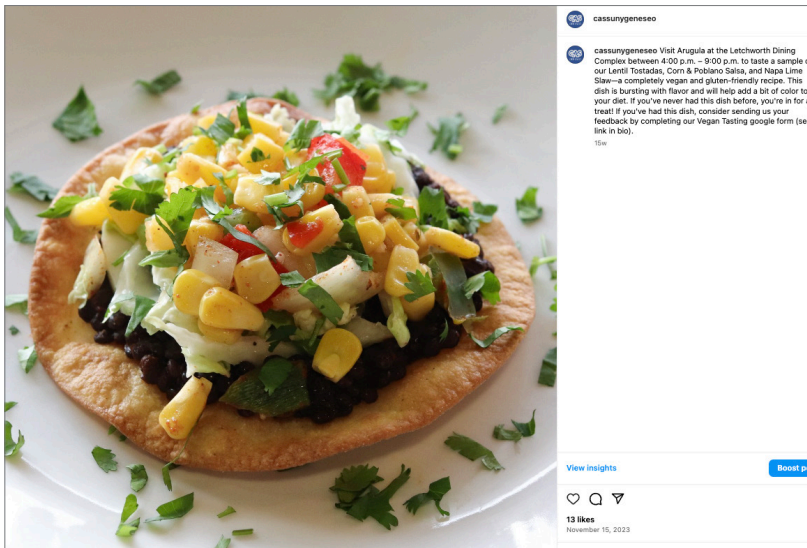 cassunygeneseo
cassunygeneseo Visit Arugula at the Letchworth Dining
Complex between 4:00 p.m. – 9:00 p.m. to taste a sample
our Lentil Tostadas, Corn & Poblano Salsa, and Napa Lime
Slaw—a completely vegan and gluten-friendly recipe. This
dish is bursting with flavor and will help add a bit of color to
your diet. If you've never had this dish before, you're in for a
treat! If you've had this dish, consider sending us your
feedback by completing our Vegan Tasting google form (se
link in bio).
15w
View insights
Boost p
13 likes
November 15, 2023